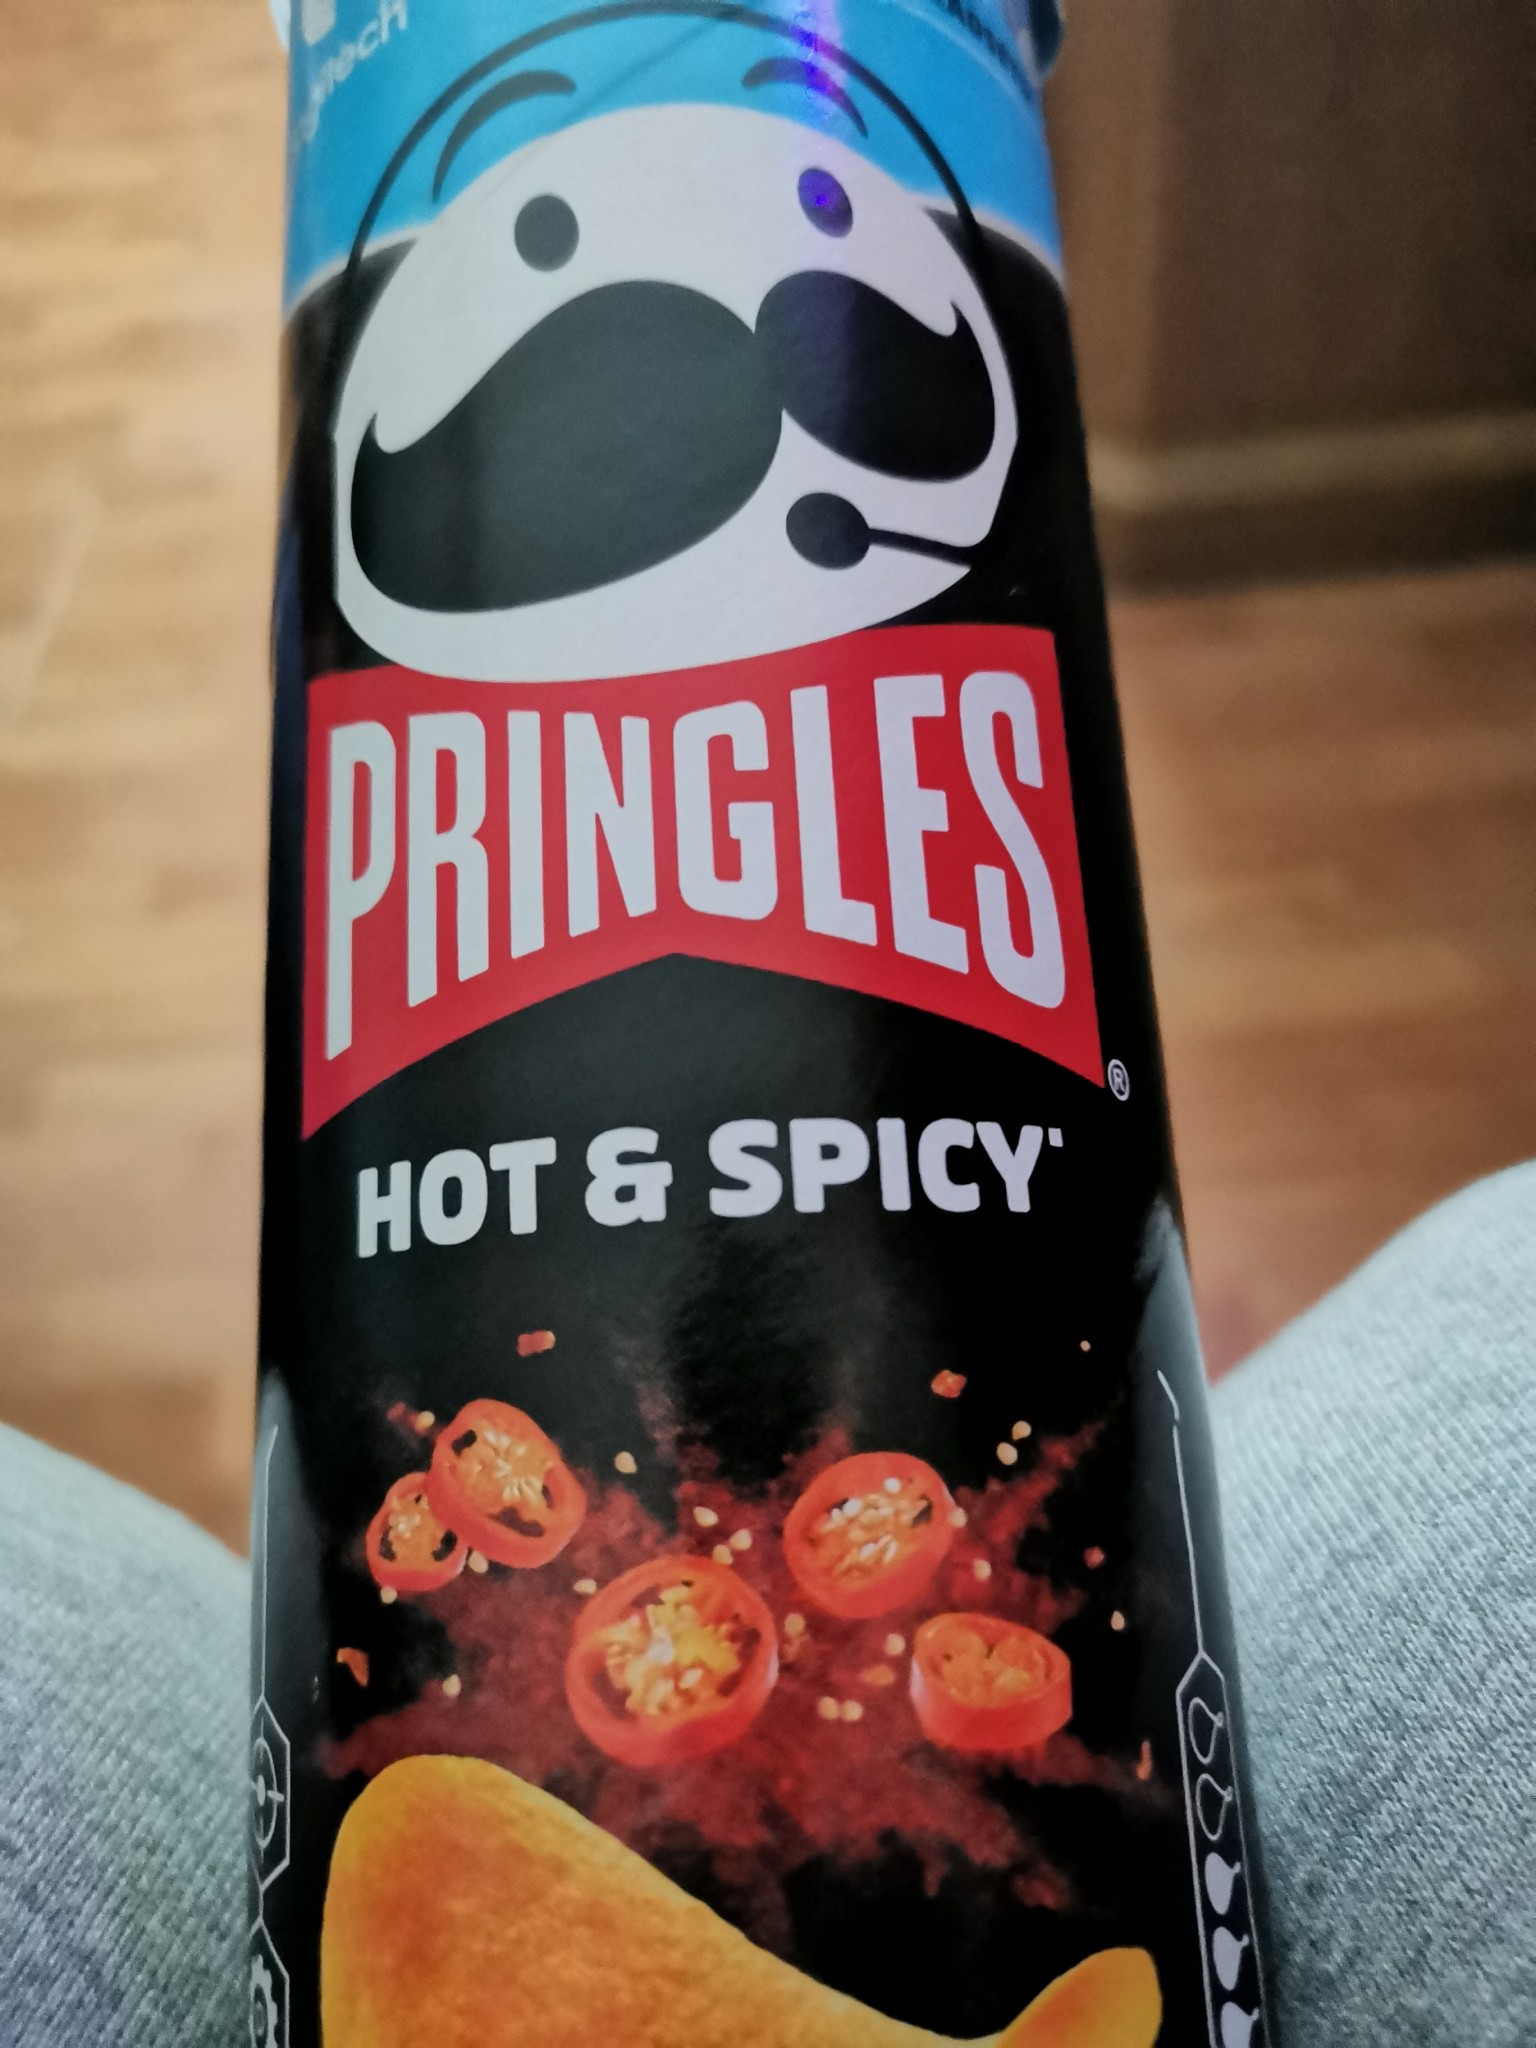 PRINGLES
®
HOT & SPICY